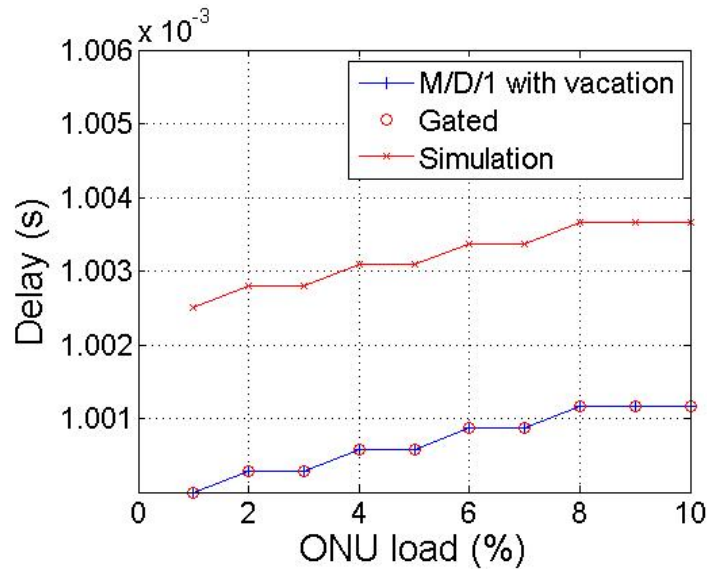 x 10⁻³
1.006
1.005
1.004
1.003
1.002
1.001
Delay (s)
M/D/1 with vacation
Gated
Simulation
0 2 4 6 8 10
ONU load (%)